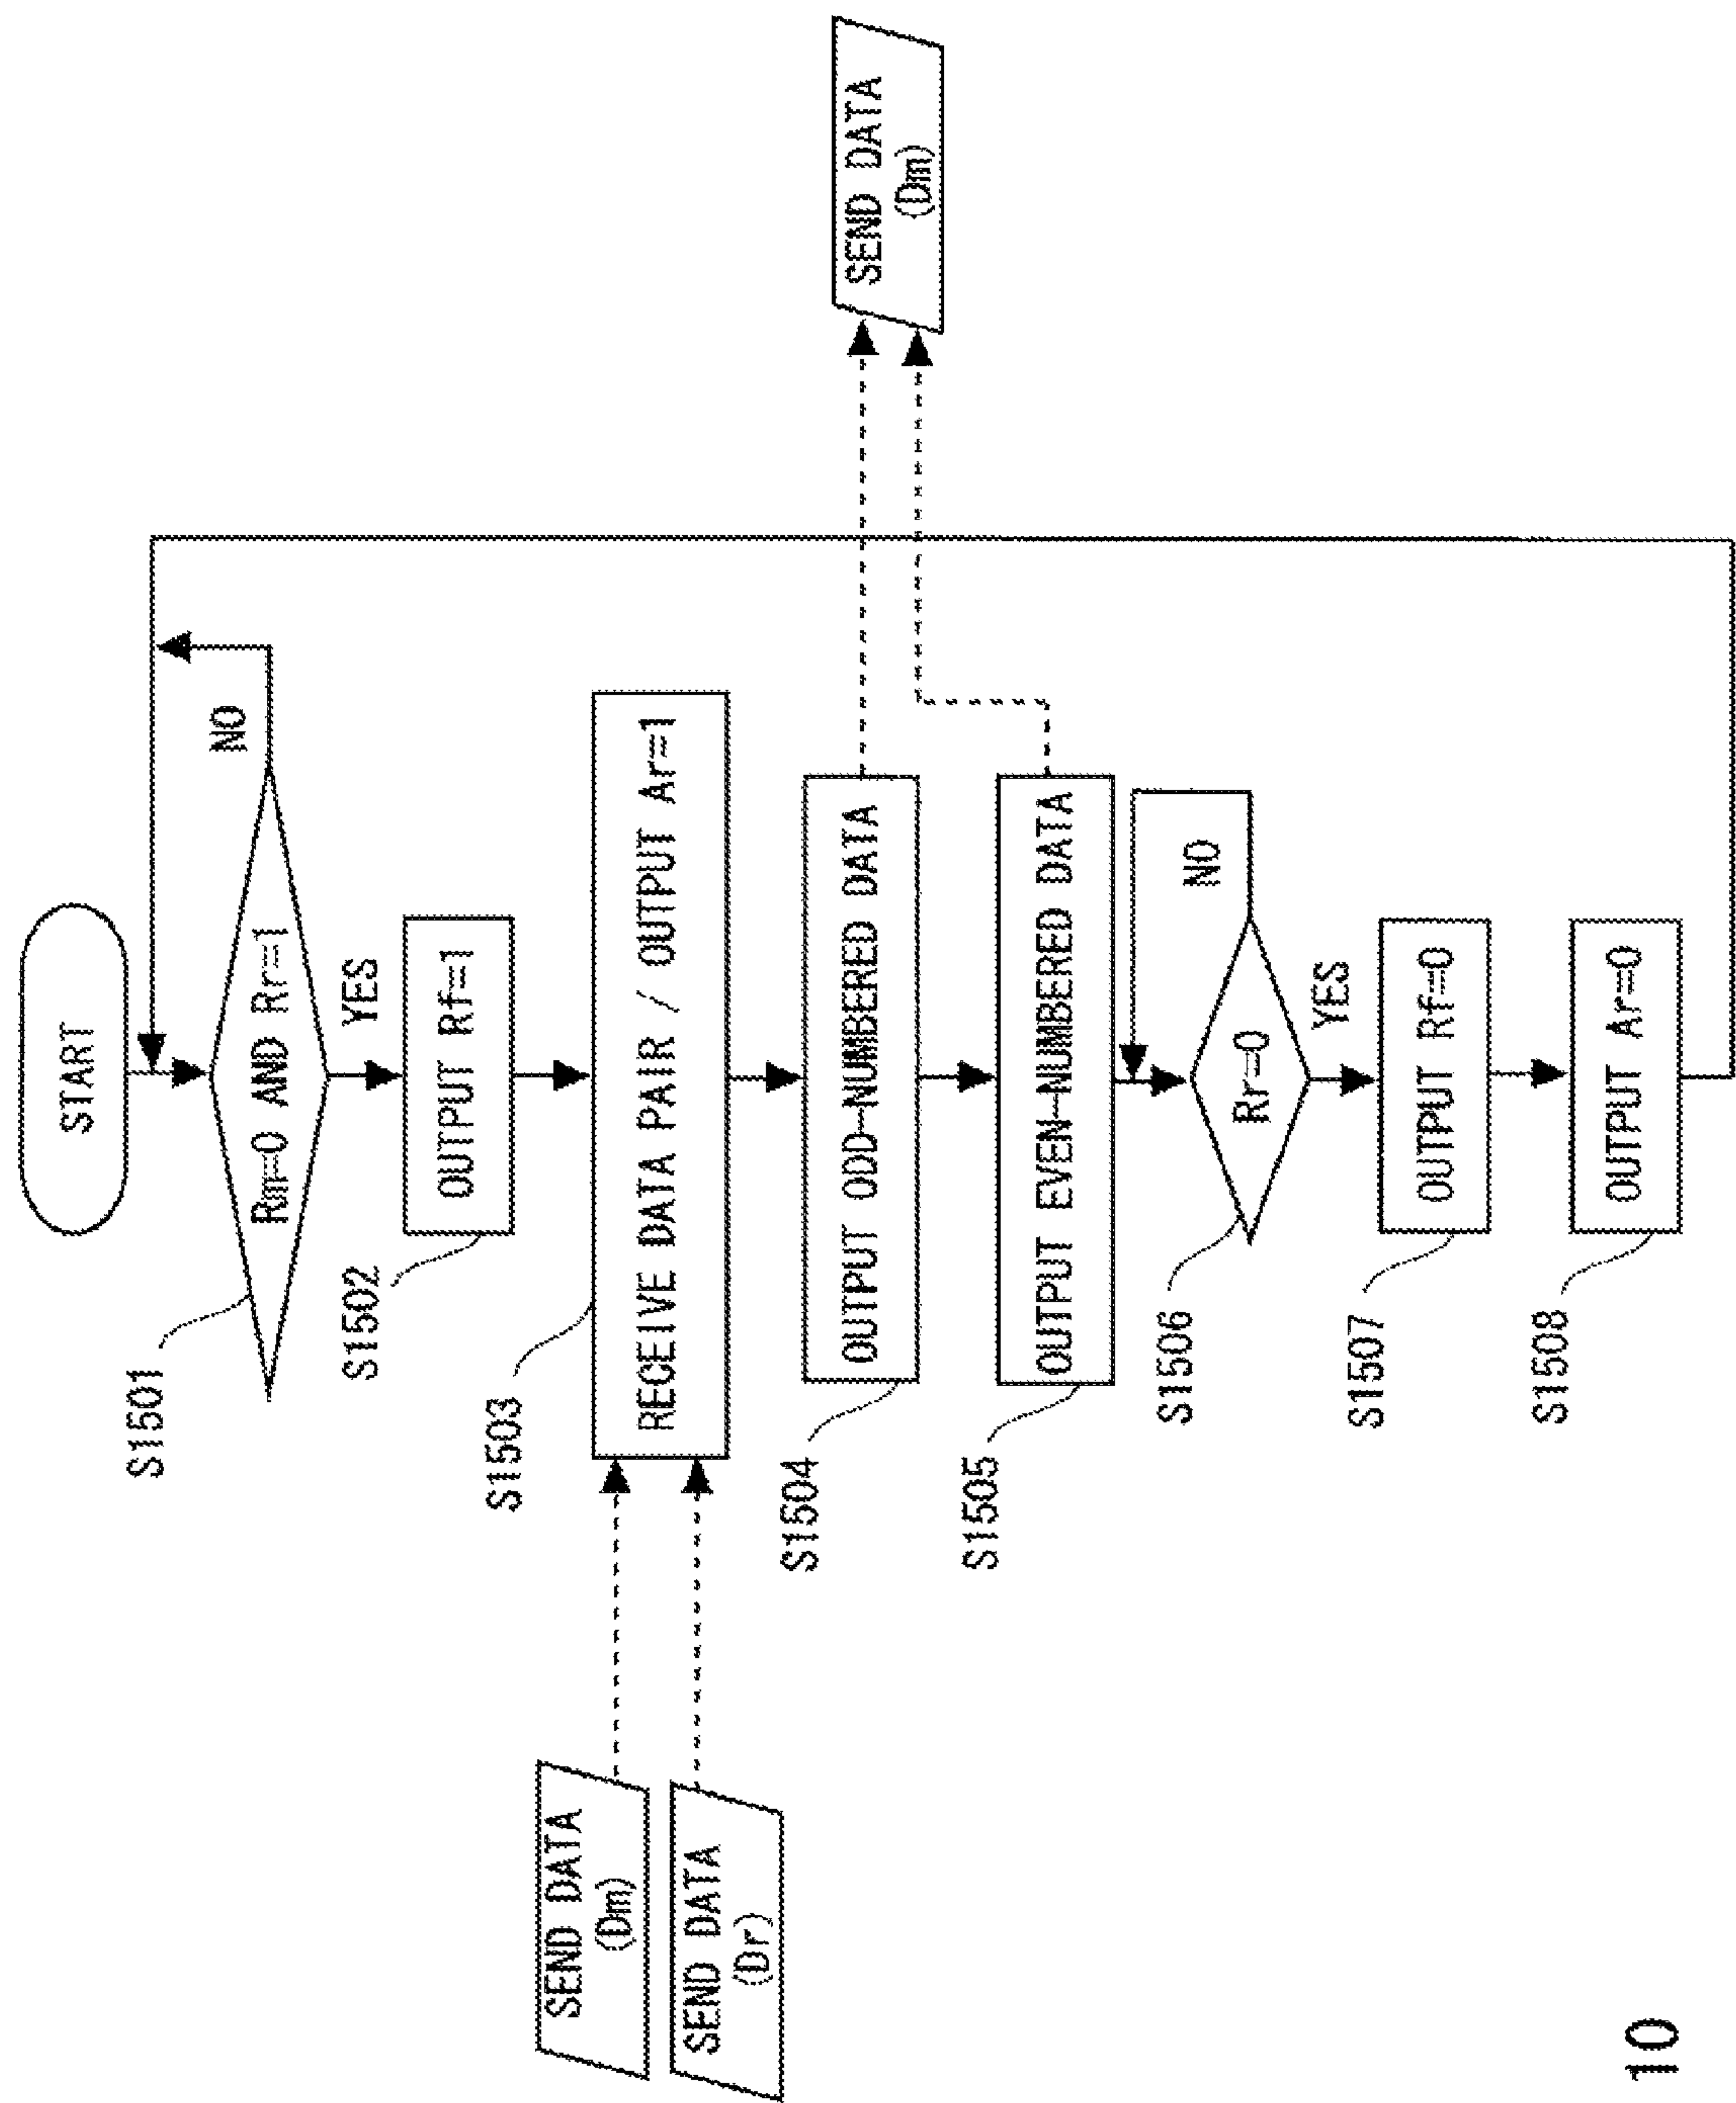 START
S1501
Rm=0 AND Rr=1
NO
YES
S1502
OUTPUT Rf=1
SEND DATA
(Dm)
SEND DATA
(Dr)
S1503
RECEIVE DATA PAIR / OUTPUT Ar=1
S1504
OUTPUT ODD-NUMBERED DATA
SEND DATA
(Dm)
S1505
OUTPUT EVEN-NUMBERED DATA
S1506
Rr=0
NO
YES
S1507
OUTPUT Rf=0
S1508
OUTPUT Ar=0
10